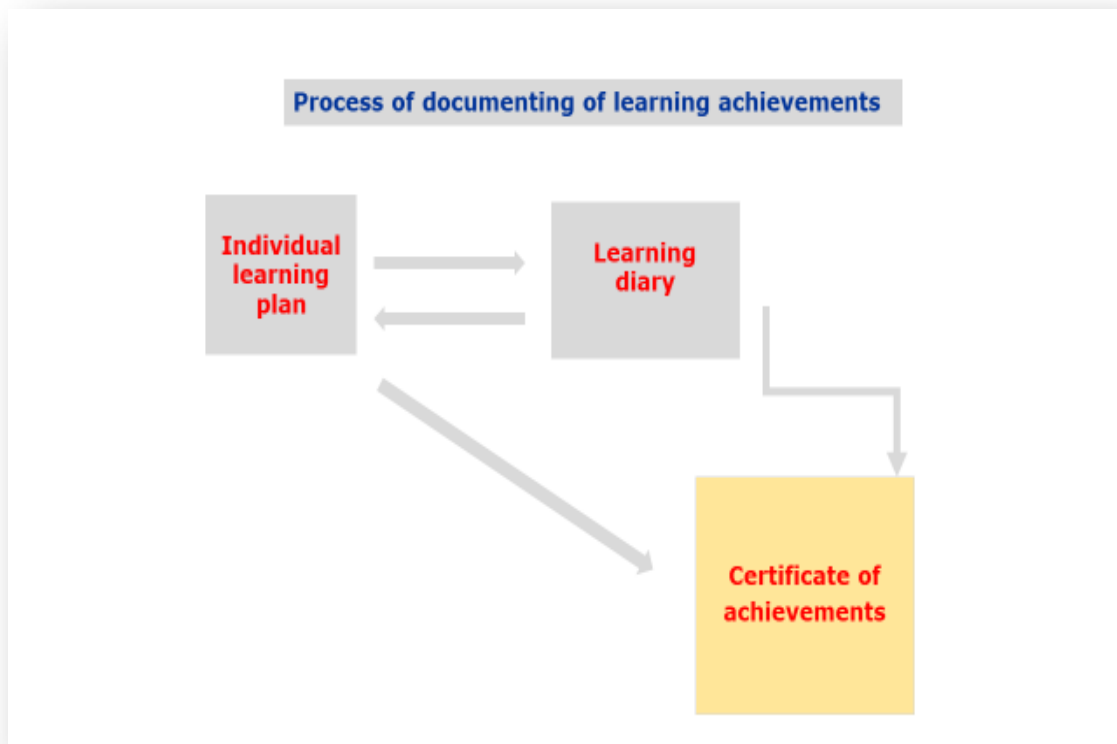 Process of documenting of learning achievements
Individual
learning
plan
Learning
diary
Certificate of
achievements